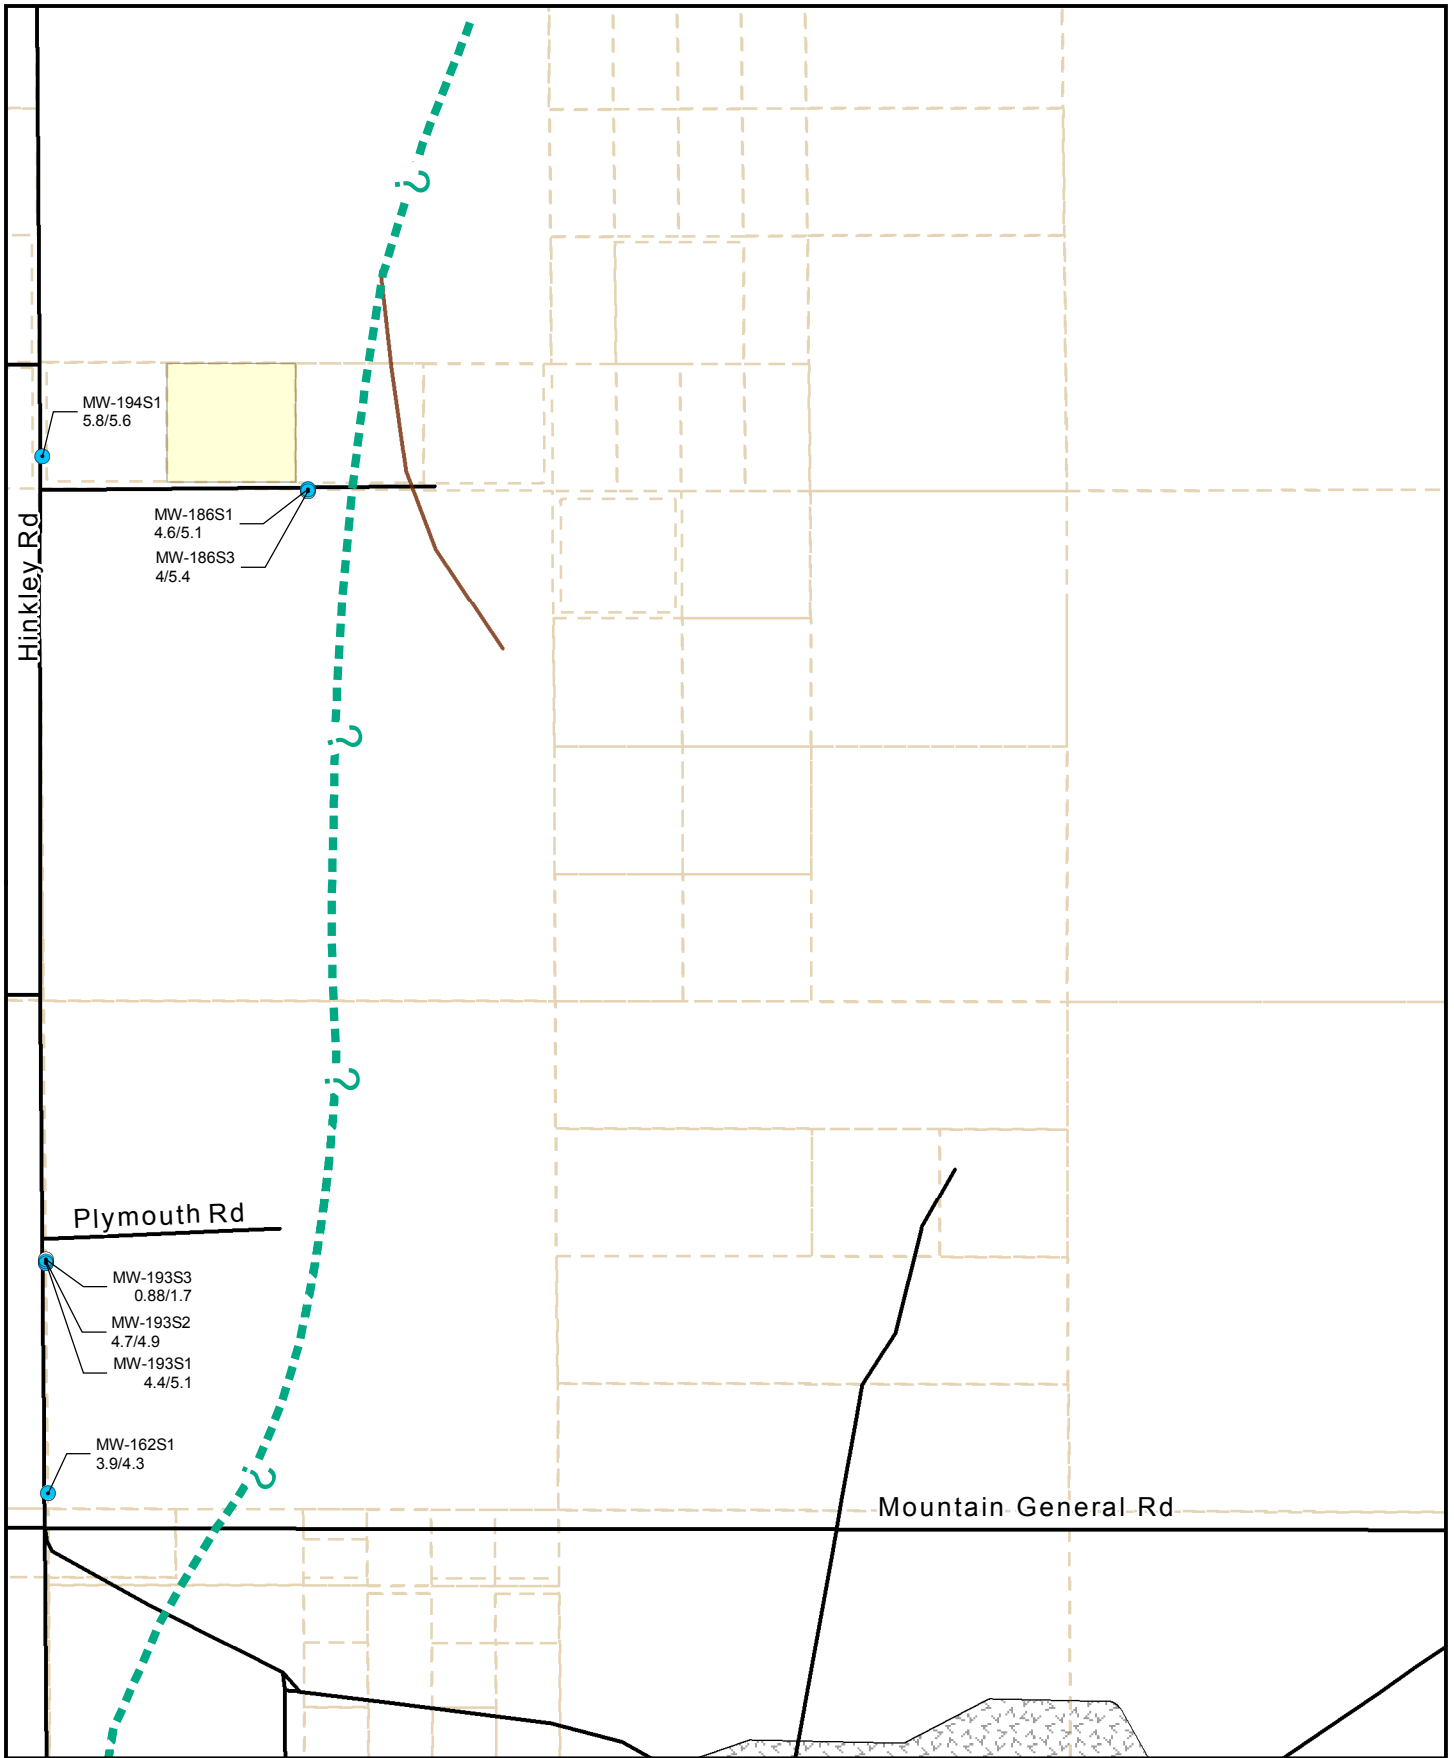 ?
MW-194S1
5.8/5.6
MW-186S1
4.6/5.1
MW-186S3
4/5.4
Hinkley Rd
?
?
Plymouth Rd
MW-193S3
0.88/1.7
MW-193S2
4.7/4.9
MW-193S1
4.4/5.1
MW-162S1
3.9/4.3
?
Mountain General Rd